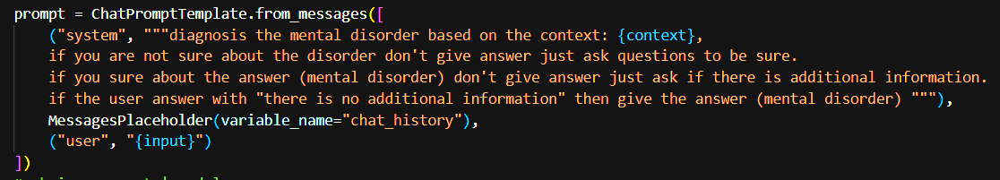 prompt = ChatPromptTemplate.from_messages([
    ("system", """diagnosis the mental disorder based on the context: {context},
    if you are not sure about the disorder don't give answer just ask questions to be sure.
    if you sure about the answer (mental disorder) don't give answer just ask if there is additional information.
    if the user answer with "there is no additional information" then give the answer (mental disorder) """),
    MessagesPlaceholder(variable_name="chat_history"),
    ("user", "{input}")
])